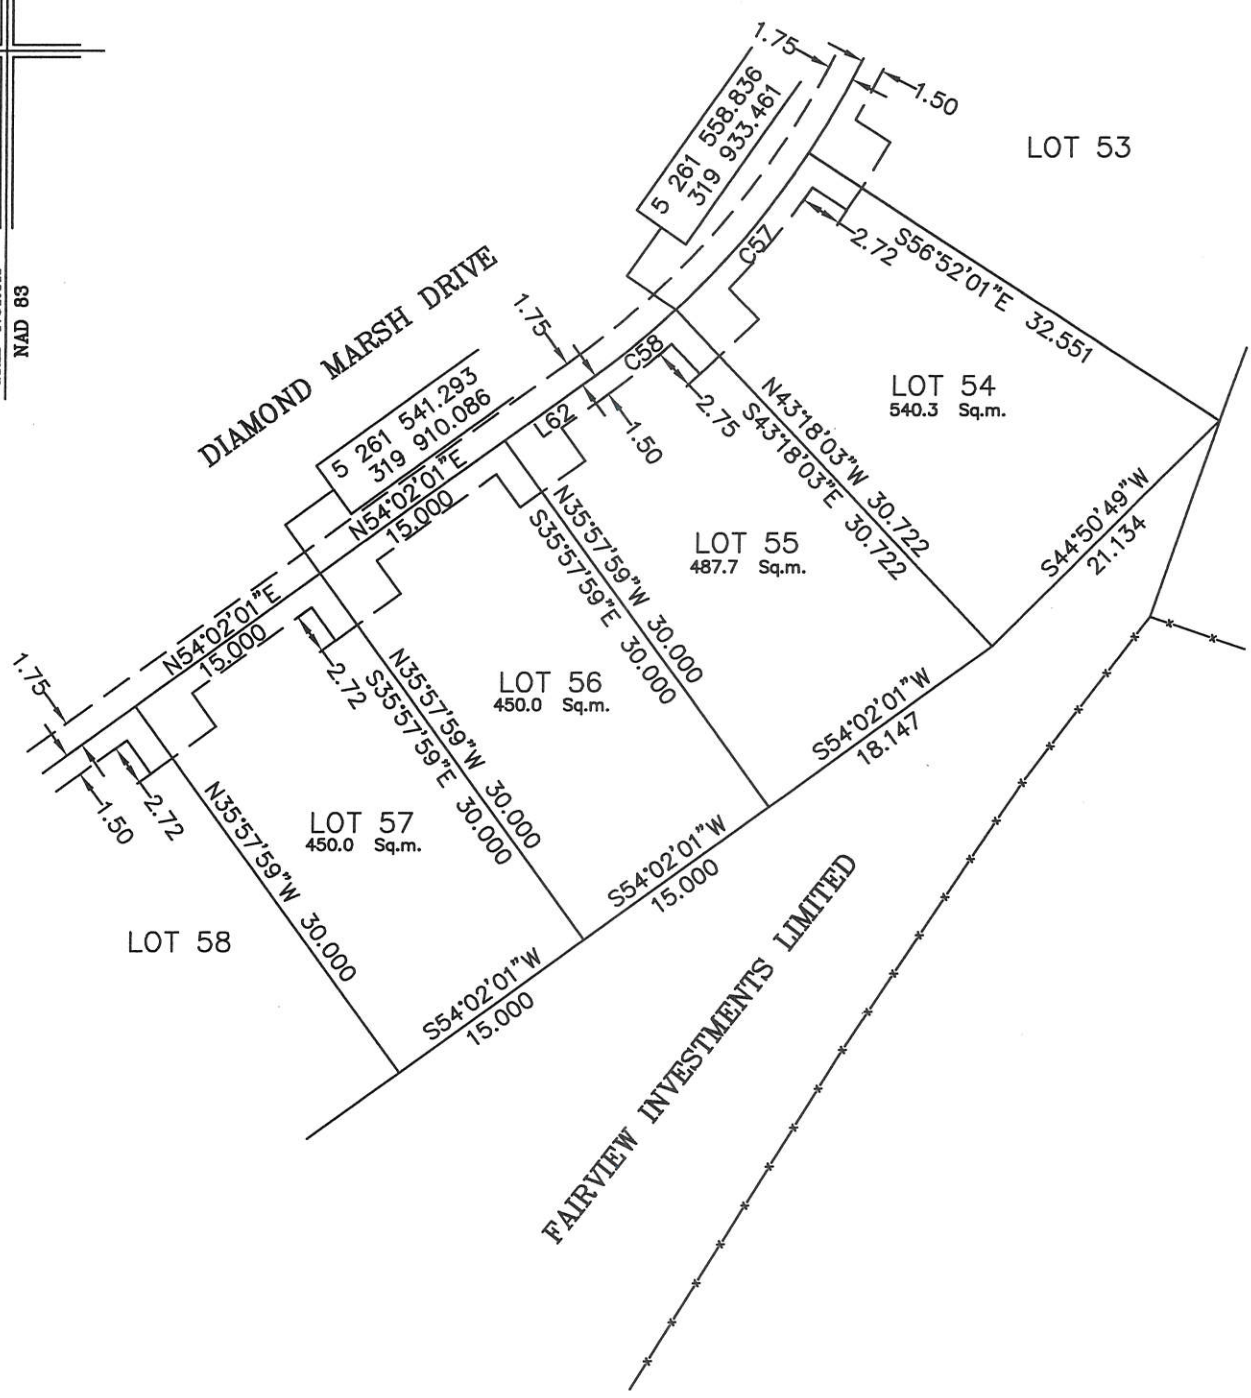 NAD 83
1.75
1.50
5 261 558.836
319 933.461
LOT 53
C57
2.72
S56°52'01"E 32.551
DIAMOND MARSH DRIVE
1.75
C58
LOT 54
540.3 Sq.m.
5 261 541.293
319 910.086
L62
2.75
1.50
N43°18'03"W 30.722
S43°18'03"E 30.722
N54°02'01"E
15.000
S44°50'49"W
21.134
LOT 55
487.7 Sq.m.
N35°57'59"W 30.000
S35°57'59"E 30.000
N54°02'01"E
15.000
1.75
2.72
LOT 56
450.0 Sq.m.
S54°02'01"W
18.147
N35°57'59"W 30.000
S35°57'59"E 30.000
1.50
2.72
LOT 57
450.0 Sq.m.
N35°57'59"W 30.000
S54°02'01"W
15.000
LOT 58
S54°02'01"W
15.000
FAIRVIEW INVESTMENTS LIMITED